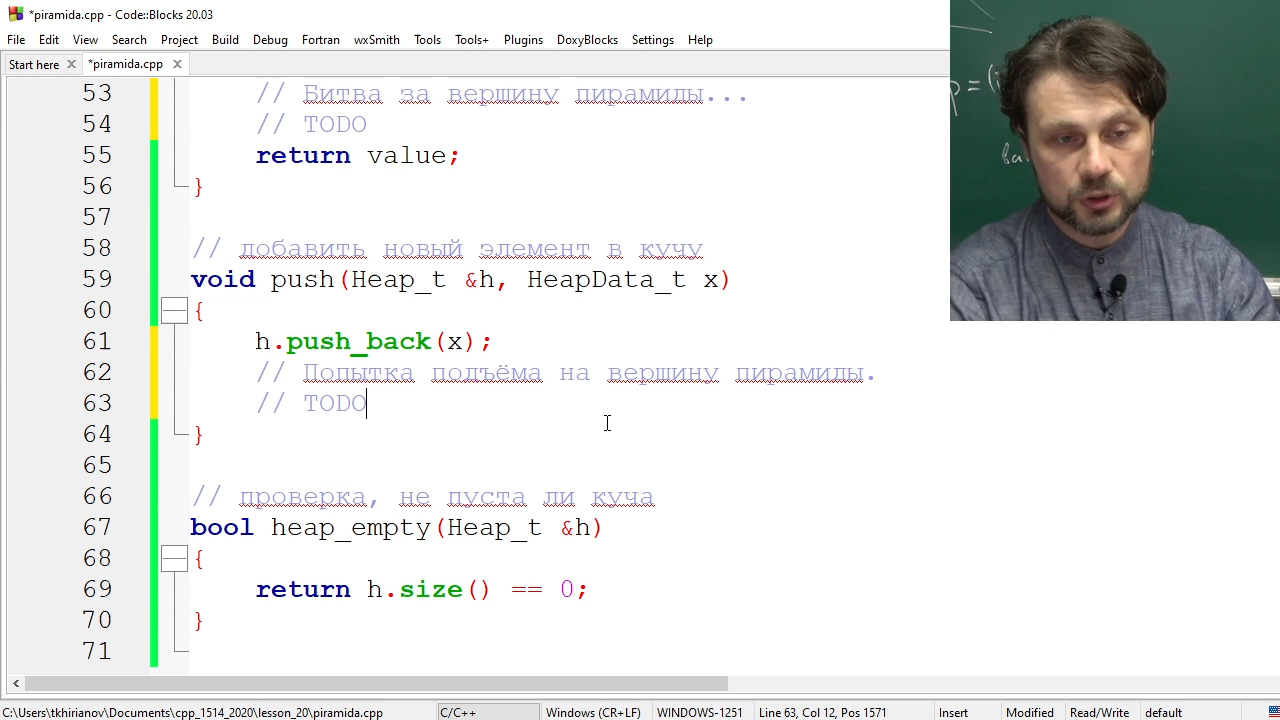 *piramida.cpp - Code::Blocks 20.03
File Edit View Search Project Build Debug Fortran wxSmith Tools Tools+ Plugins DoxyBlocks Settings Help
Start here *piramida.cpp
53 // Битва за вершину пирамиды...
54 // TODO
55 return value;
56 }
57
58 // добавить новый элемент в кучу
59 void push(Heap_t &h, HeapData_t x)
60 {
61 h.push_back(x);
62 // Попытка подъёма на вершину пирамиды.
63 // TODO
64 }
65
66 // проверка, не пуста ли куча
67 bool heap_empty(Heap_t &h)
68 {
69 return h.size() == 0;
70 }
71
C:\Users\tkhirianov\Documents\cpp_1514_2020\lesson_20\piramida.cpp C/C++ Windows (CR+LF) WINDOWS-1251 Line 63, Col 12, Pos 1571 Insert Modified Read/Write default